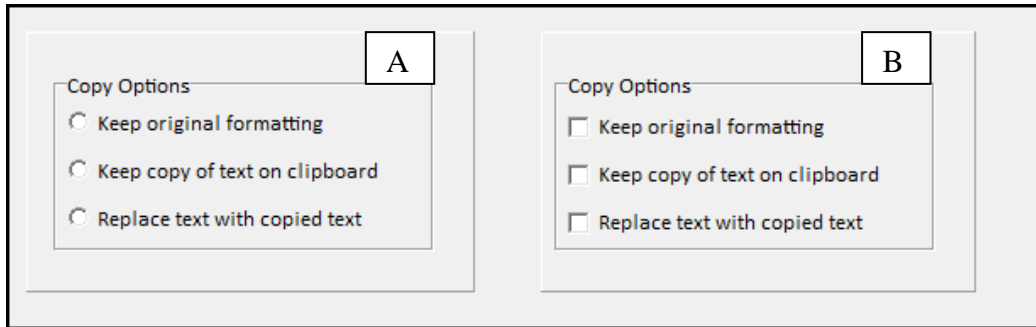 A
Copy Options
Keep original formatting
Keep copy of text on clipboard
Replace text with copied text
B
Copy Options
Keep original formatting
Keep copy of text on clipboard
Replace text with copied text